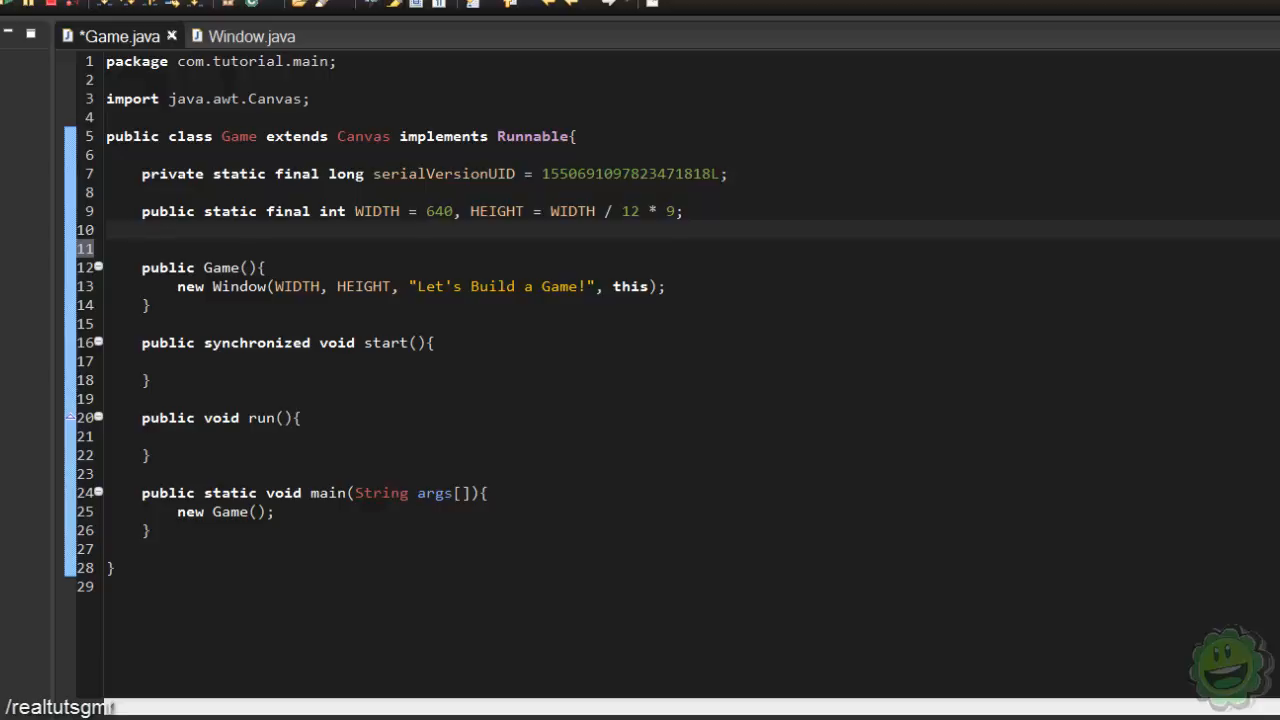 *Game.java
Window.java
1 package com.tutorial.main;
2
3 import java.awt.Canvas;
4
5 public class Game extends Canvas implements Runnable{
6
7 private static final long serialVersionUID = 1550691097823471818L;
8
9 public static final int WIDTH = 640, HEIGHT = WIDTH / 12 * 9;
10
11
12 public Game(){
13 new Window(WIDTH, HEIGHT, "Let's Build a Game!", this);
14 }
15
16 public synchronized void start(){
17
18 }
19
20 public void run(){
21
22 }
23
24 public static void main(String args[]){
25 new Game();
26 }
27
28 }
29
/realtutsgml